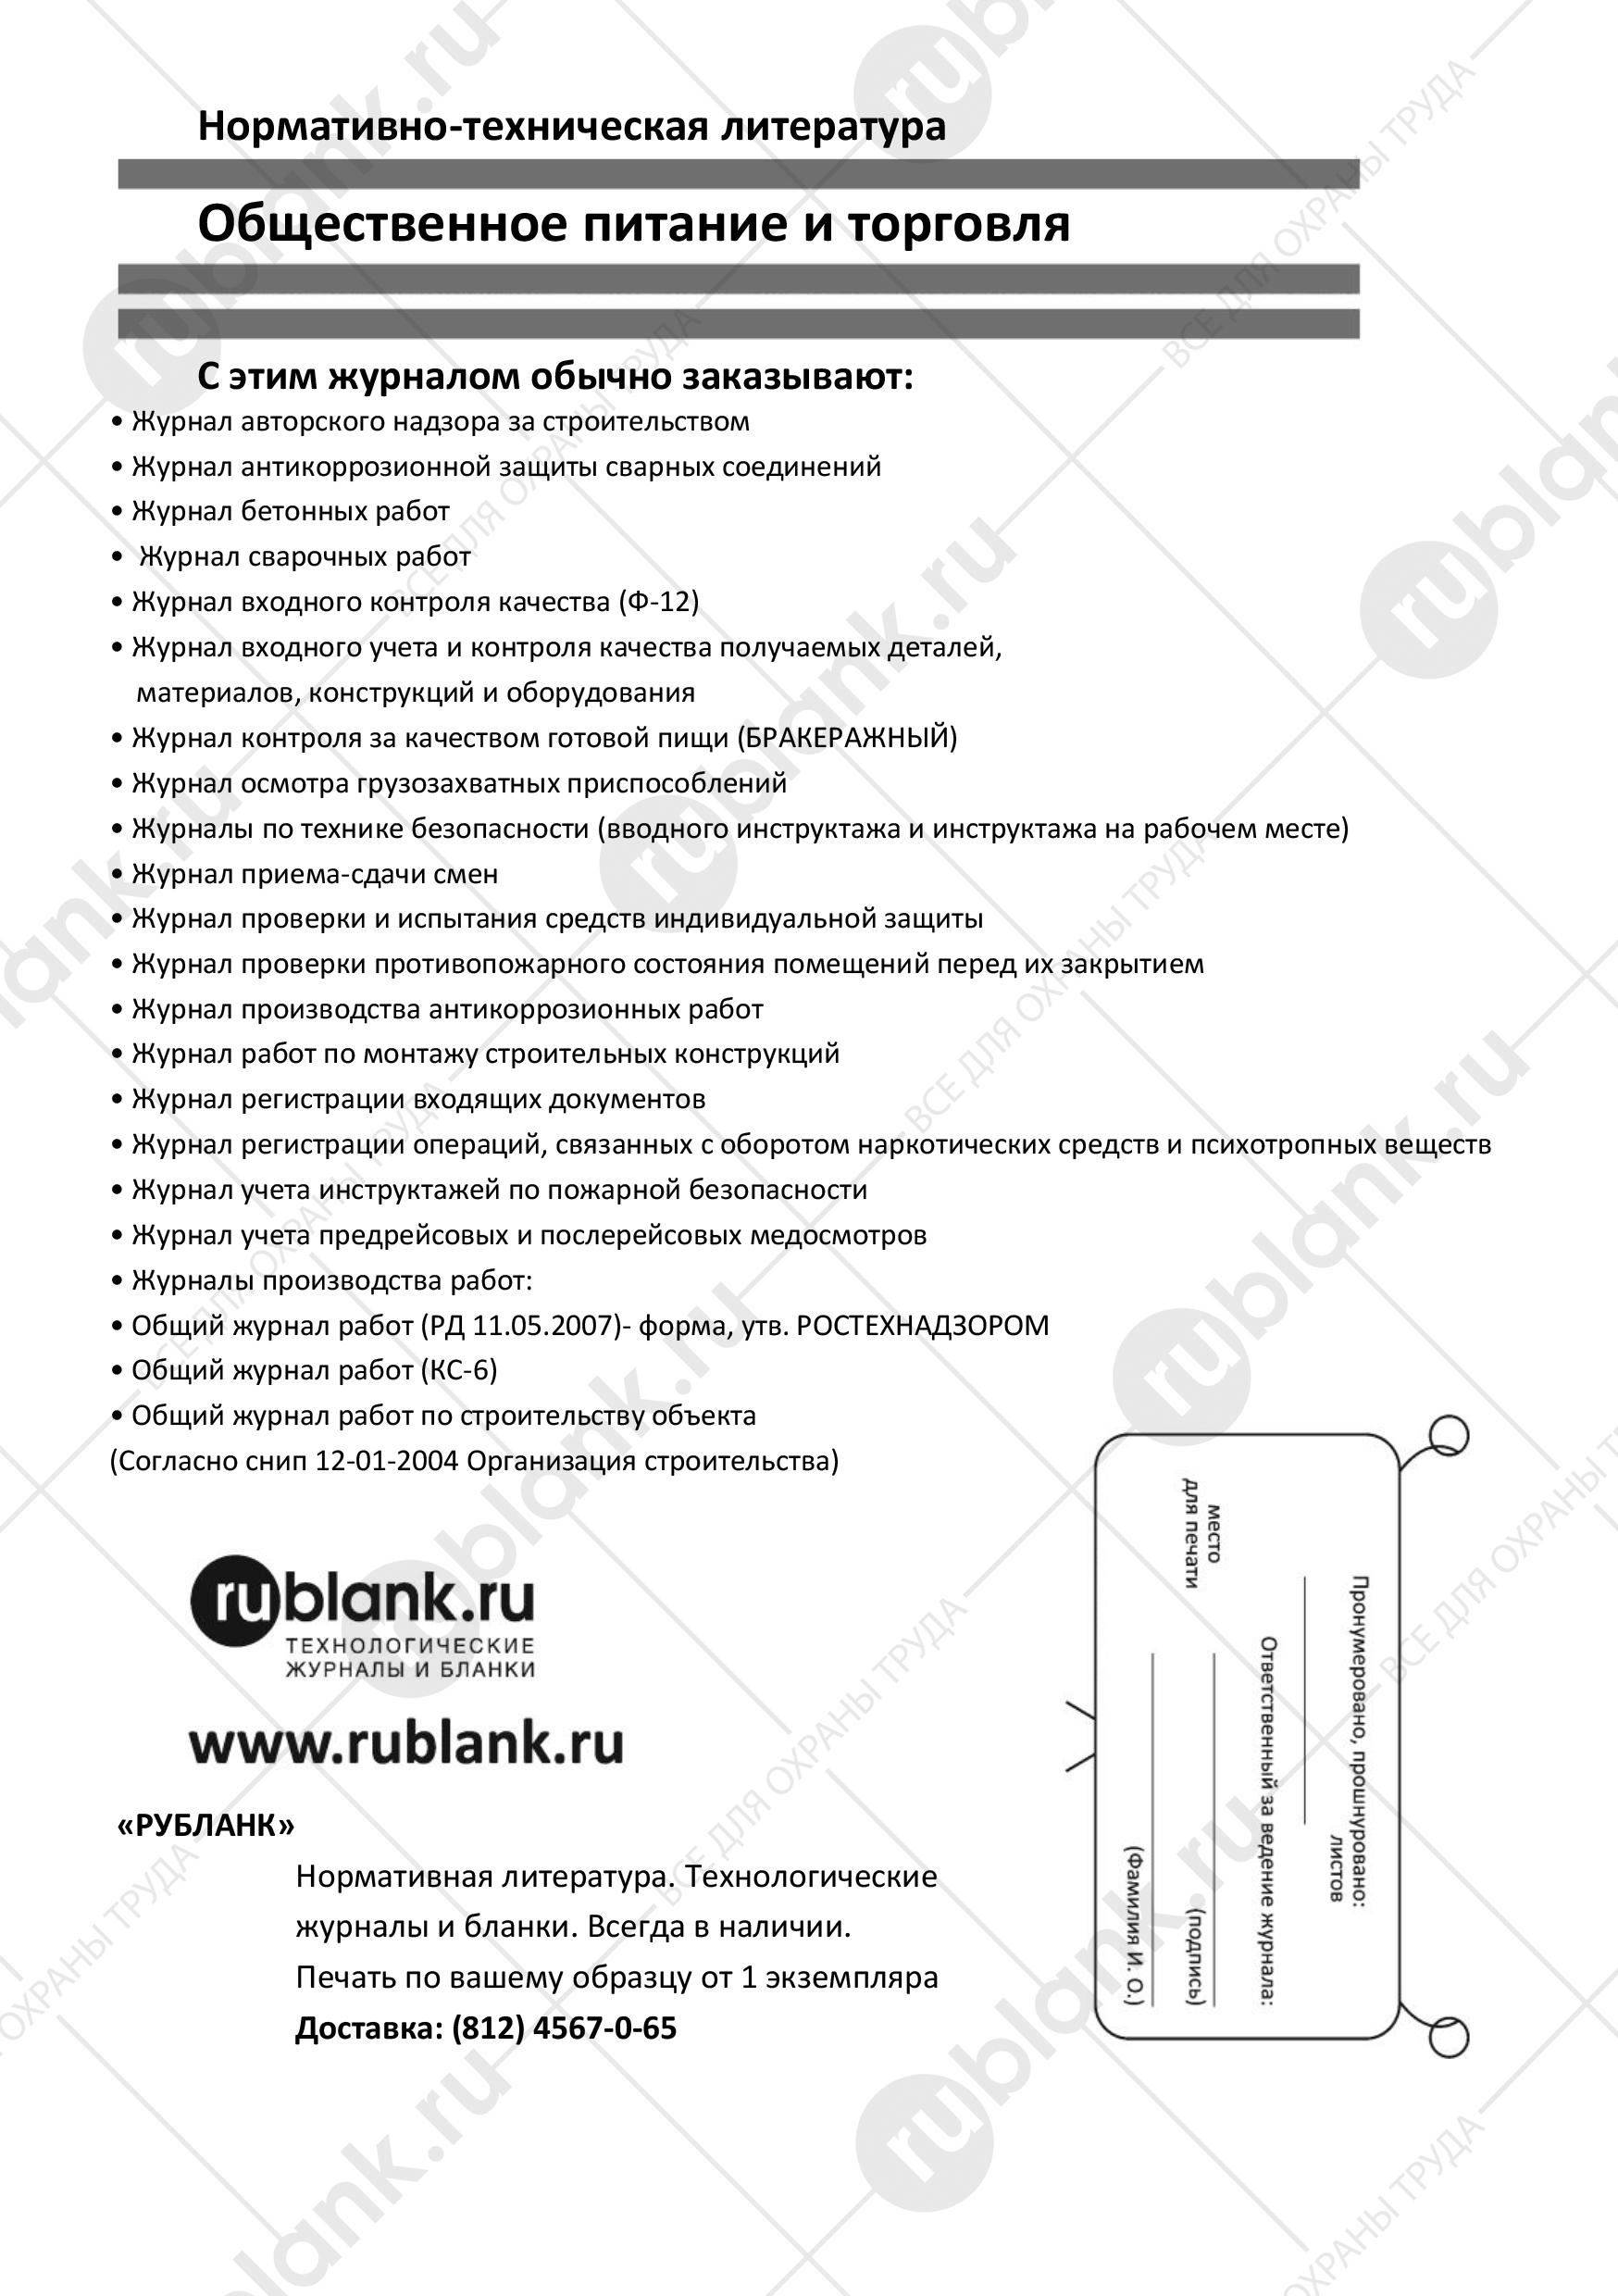 Нормативно-техническая литература
Общественное питание и торговля
С этим журналом обычно заказывают:
• Журнал авторского надзора за строительством
• Журнал антикоррозионной защиты сварных соединений
• Журнал бетонных работ
• Журнал сварочных работ
• Журнал входного контроля качества (Ф-12)
• Журнал входного учета и контроля качества получаемых деталей,
материалов, конструкций и оборудования
• Журнал контроля за качеством готовой пищи (БРАКЕРАЖНЫЙ)
• Журнал осмотра грузозахватных приспособлений
• Журналы по технике безопасности (вводного инструктажа и инструктажа на рабочем месте)
• Журнал приема-сдачи смен
• Журнал проверки и испытания средств индивидуальной защиты
• Журнал проверки противопожарного состояния помещений перед их закрытием
• Журнал производства антикоррозионных работ
• Журнал работ по монтажу строительных конструкций
• Журнал регистрации входящих документов
• Журнал регистрации операций, связанных с оборотом наркотических средств и психотропных веществ
• Журнал учета инструктажей по пожарной безопасности
• Журнал учета предрейсовых и послерейсовых медосмотров
• Журналы производства работ:
• Общий журнал работ (РД 11.05.2007)- форма, утв. РОСТЕХНАДЗОРОМ
• Общий журнал работ (КС-6)
• Общий журнал работ по строительству объекта
(Согласно снип 12-01-2004 Организация строительства)
rublank.ru
ТЕХНОЛОГИЧЕСКИЕ
ЖУРНАЛЫ И БЛАНКИ
www.rublank.ru
«РУБЛАНК»
Нормативная литература. Технологические
журналы и бланки. Всегда в наличии.
Печать по вашему образцу от 1 экземпляра
Доставка: (812) 4567-0-65
Пронумеровано, прошнуровано:
листов
Ответственный за ведение журнала:
место
для печати
(подпись)
(Фамилия И. О.)
rublank.ru
ВСЕ ДЛЯ ОХРАНЫ ТРУДА